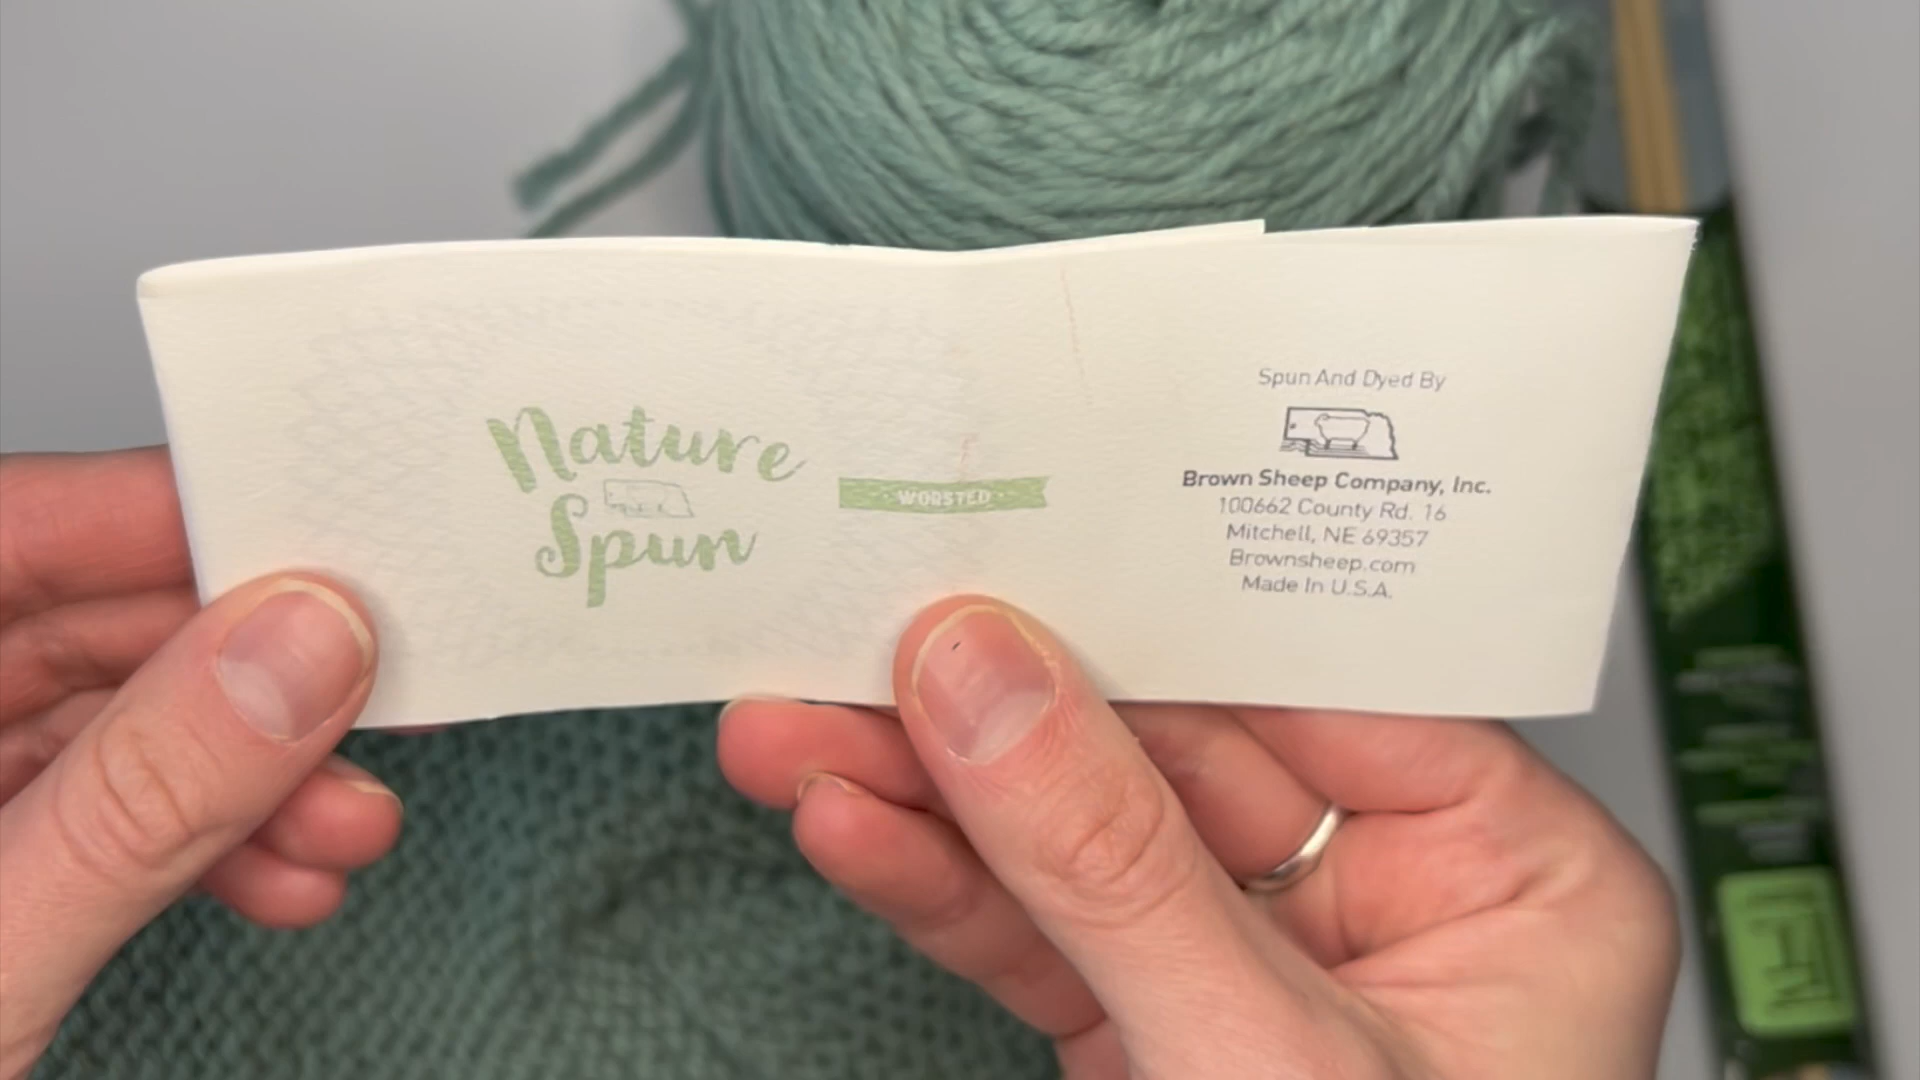 Nature
Spun
WORSTED
Spun And Dyed By
Brown Sheep Company, Inc.
100662 County Rd. 16
Mitchell, NE 69357
Brownsheep.com
Made In U.S.A.